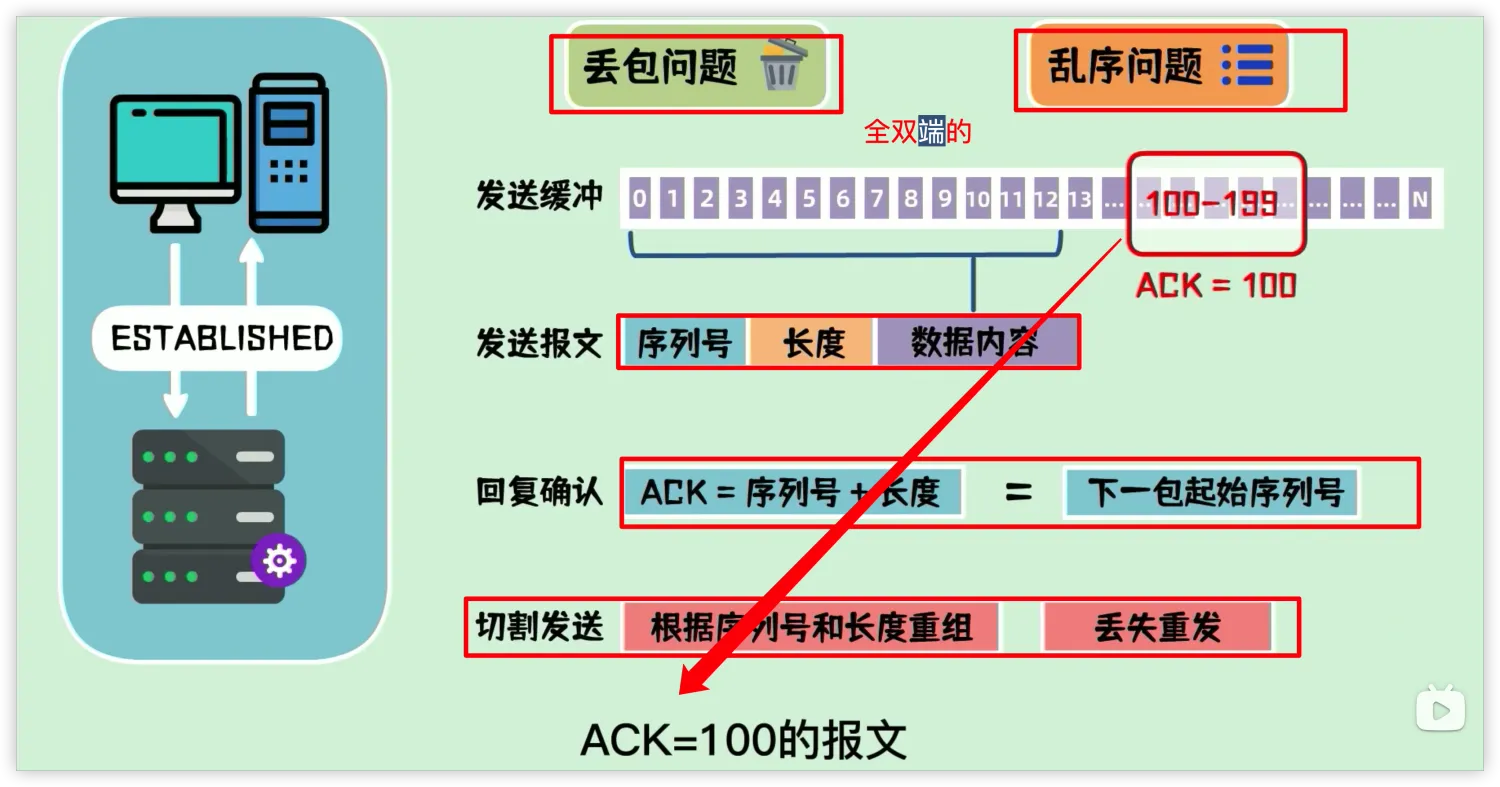 丢包问题
乱序问题
全双端的
发送缓冲 0 1 2 3 4 5 6 7 8 9 10 11 12 13 ... 100-199 ... ... ... N
ACK = 100
ESTABLISHED
发送报文 序列号 长度 数据内容
回复确认 ACK = 序列号 + 长度 = 下一包起始序列号
切割发送 根据序列号和长度重组 丢失重发
ACK=100的报文